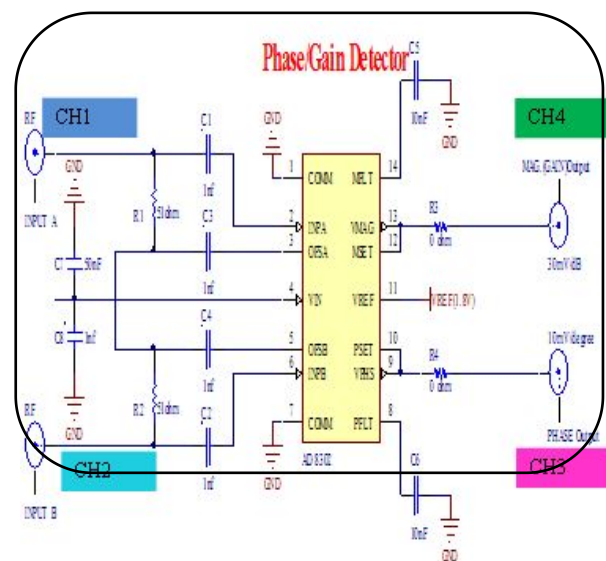 Phase/Gain Detector
C5
10nF
GND
CH1
CH4
RF
GND
INPUT A
C1
1nf
GND
MAG.(GAIN)Output
30mV/dB
R1
51ohm
C3
1nf
C7
50nF
C8
1nf
GND
C4
1nf
R2
51ohm
C2
1nf
RF
CH2
INPUT B
1
COMM
2
INPA
3
OFSA
4
VIN
5
OFSB
6
INPB
7
COMM
14
MFLT
13
VMAG
12
MSET
11
VREF
10
PSET
9
VPHS
8
PFLT
AD8302
GND
R3
0 ohm
VREF(1.8V)
R4
0 ohm
10mV/degree
PHASE Output
CH3
C6
10nF
GND